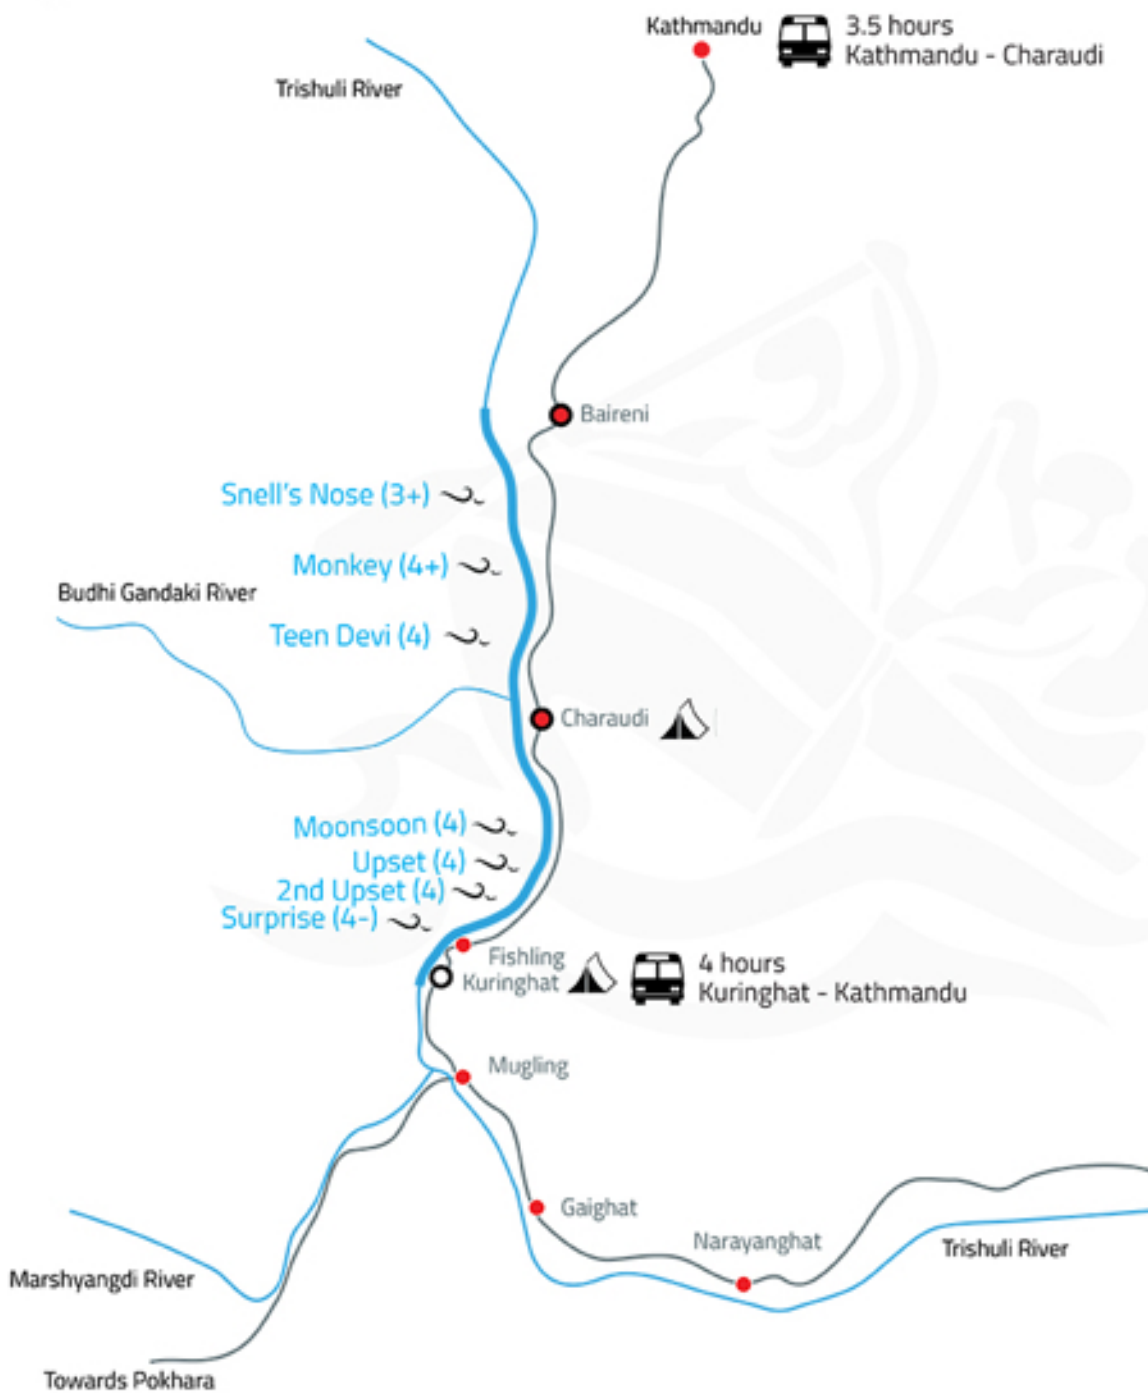 Kathmandu
3.5 hours
Kathmandu - Charaudi
Trishuli River
Baireni
Snell's Nose (3+)
Monkey (4+)
Budhi Gandaki River
Teen Devi (4)
Charaudi
Moonsoon (4)
Upset (4)
2nd Upset (4)
Surprise (4-)
Fishling
Kuringhat
4 hours
Kuringhat - Kathmandu
Mugling
Gaighat
Narayanghat
Trishuli River
Marshyangdi River
Towards Pokhara